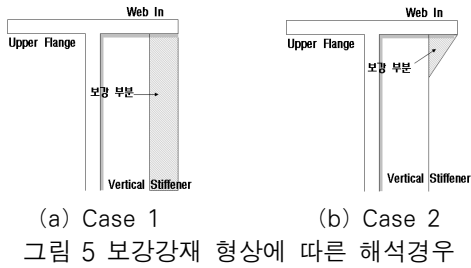 Web In
Upper Flange
보강 부분
Vertical Stiffener
(a) Case 1
Web In
Upper Flange
보강 부분
Vertical Stiffener
(b) Case 2
그림 5 보강강재 형상에 따른 해석경우